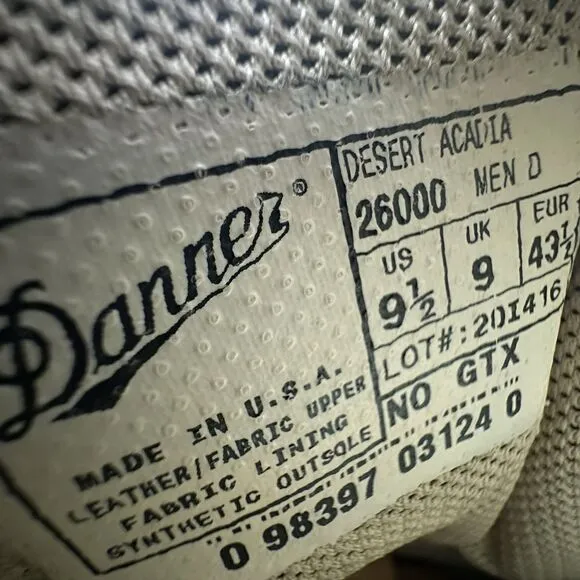 Danner®
MADE IN U.S.A.
LEATHER/FABRIC UPPER
FABRIC LINING
SYNTHETIC OUTSOLE
DESERT ACADIA
26000 MEN D
US UK EUR
9½ 9 43½
LOT#: 201416
NO GTX
0 98397 03124 0